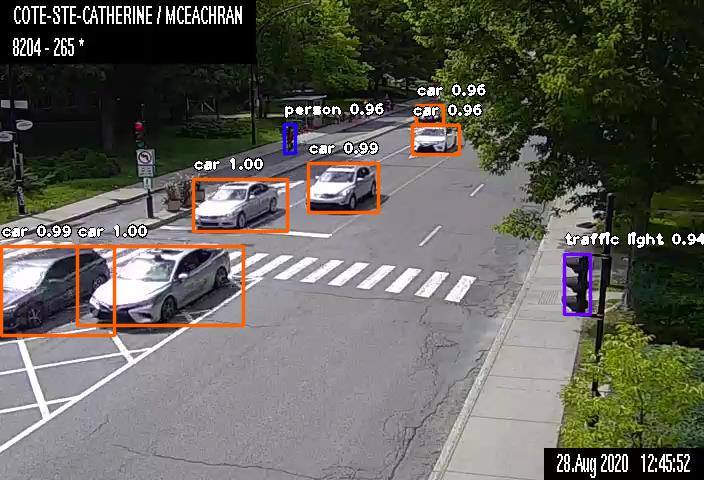 COTE-STE-CATHERINE / MCEACHRAN
8204 - 265 *
car 0.96
person 0.96
car 0.96
car 0.99
car 1.00
car 0.99
car 1.00
traffic light 0.94
28.Aug 2020 12:45:52